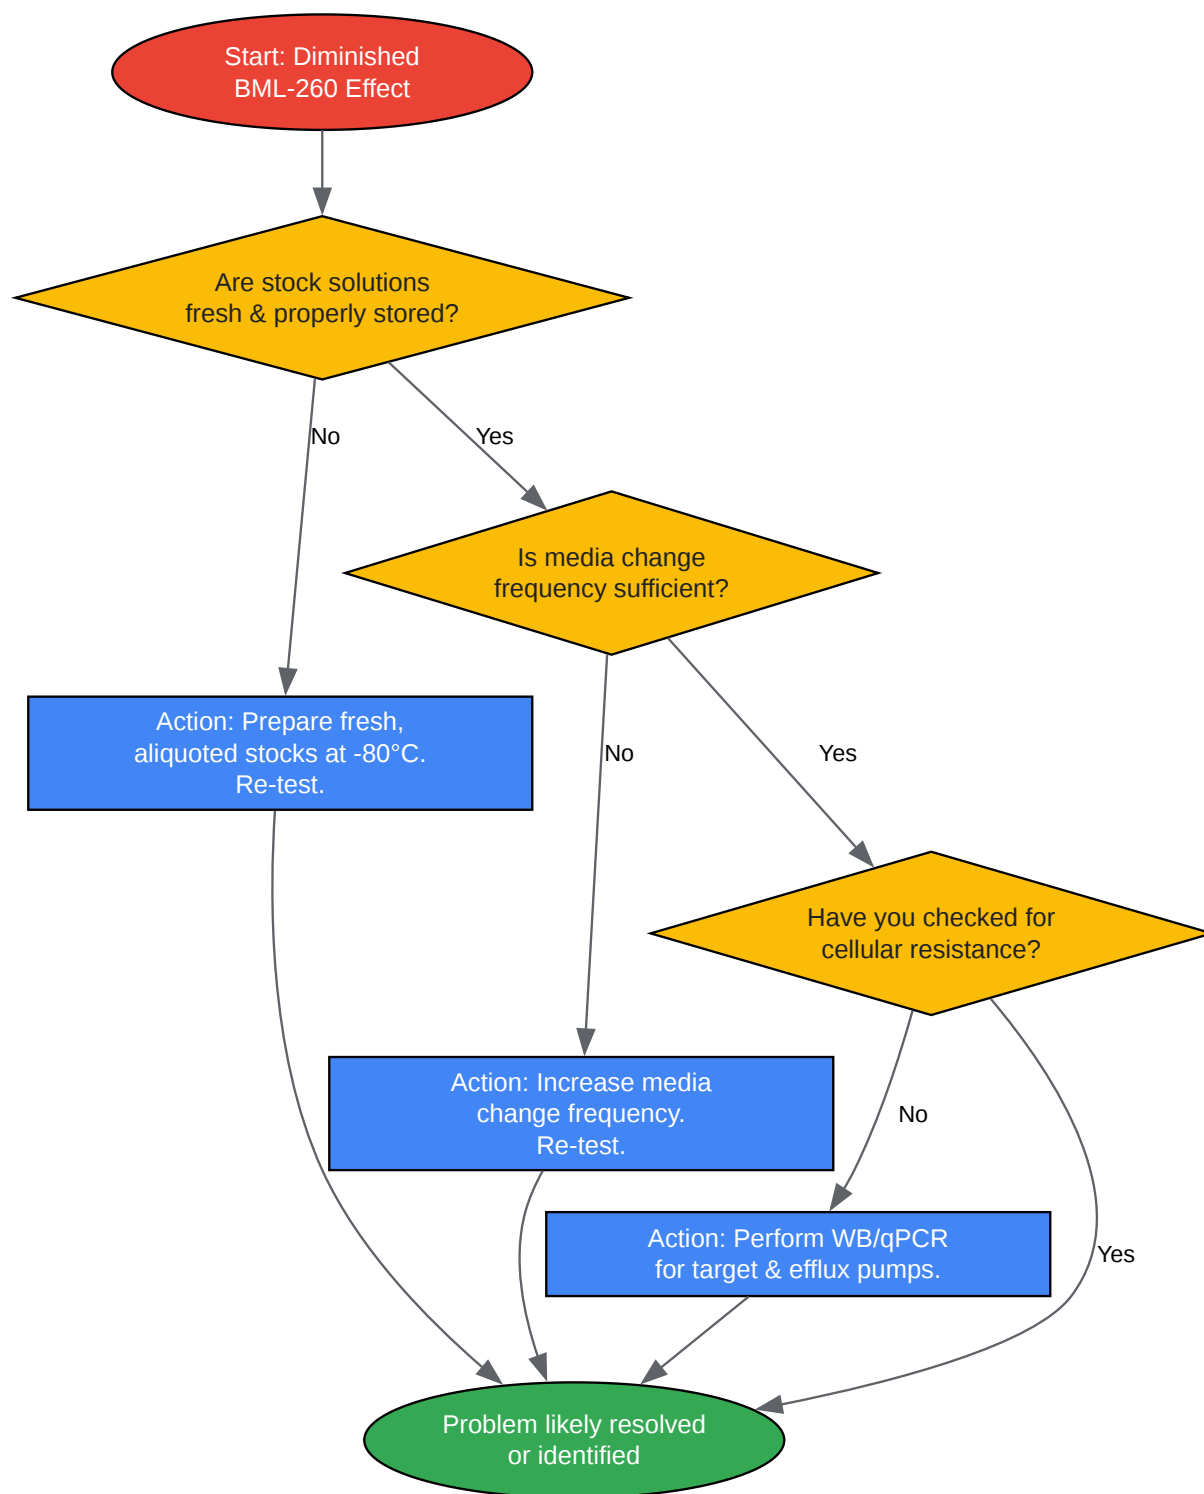 Start: Diminished
BML-260 Effect
Are stock solutions
fresh & properly stored?
No
Yes
Is media change
frequency sufficient?
Action: Prepare fresh,
aliquoted stocks at -80°C.
Re-test.
No
Yes
Have you checked for
cellular resistance?
Action: Increase media
change frequency.
Re-test.
No
Action: Perform WB/qPCR
for target & efflux pumps.
Yes
Problem likely resolved
or identified